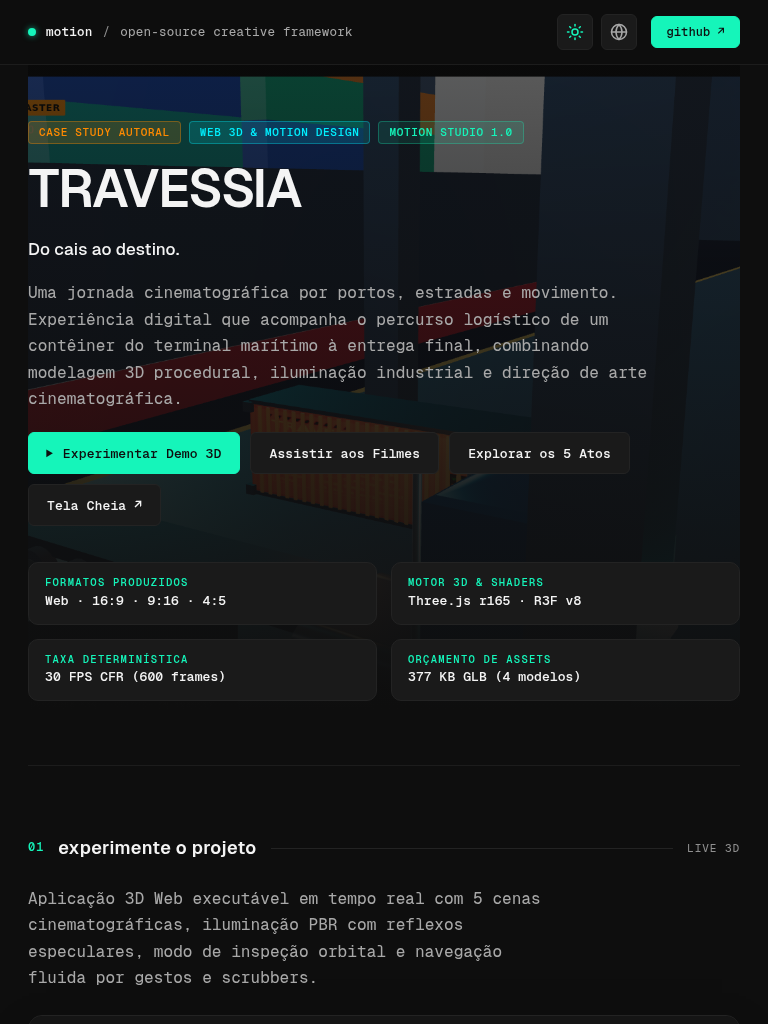 motion / open-source creative framework
github ↗
ASTER
CASE STUDY AUTORAL
WEB 3D & MOTION DESIGN
MOTION STUDIO 1.0
TRAVESSIA
Do cais ao destino.
Uma jornada cinematográfica por portos, estradas e movimento.
Experiência digital que acompanha o percurso logístico de um
contêiner do terminal marítimo à entrega final, combinando
modelagem 3D procedural, iluminação industrial e direção de arte
cinematográfica.
Experimentar Demo 3D
Assistir aos Filmes
Explorar os 5 Atos
Tela Cheia ↗
FORMATOS PRODUZIDOS
Web · 16:9 · 9:16 · 4:5
MOTOR 3D & SHADERS
Three.js r165 · R3F v8
TAXA DETERMINÍSTICA
30 FPS CFR (600 frames)
ORÇAMENTO DE ASSETS
377 KB GLB (4 modelos)
01 experimente o projeto
LIVE 3D
Aplicação 3D Web executável em tempo real com 5 cenas
cinematográficas, iluminação PBR com reflexos
especulares, modo de inspeção orbital e navegação
fluida por gestos e scrubbers.